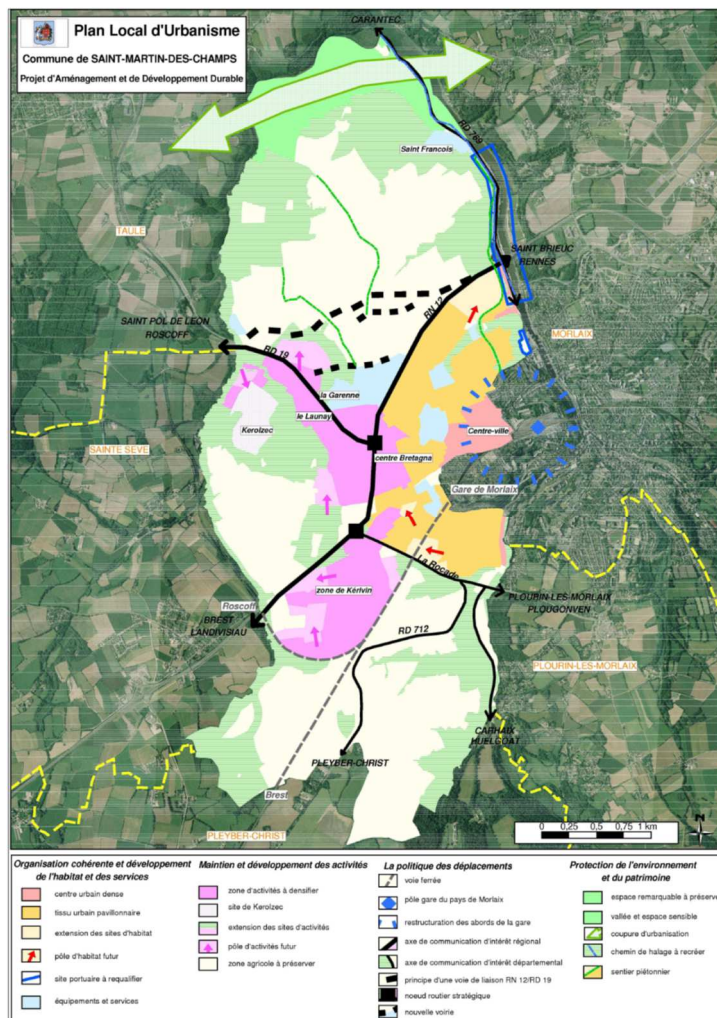 Plan Local d'Urbanisme
Commune de SAINT-MARTIN-DES-CHAMPS
Projet d'Aménagement et de Développement Durable
CARANTEC
RD 769
Saint Francois
TAULE
SAINT BRIEUC
RENNES
SAINT POL DE LEON
ROSCOFF
RN 12
MORLAIX
RD 19
la Garenne
le Launay
Kerolzec
Centre-ville
SAINTE SEVE
centre Bretagna
Gare de Morlaix
La Rocade
zone de Kérivin
Roscoff
PLOURIN-LES-MORLAIX
PLOUGONVEN
BREST
LANDIVISIAU
RD 712
PLOURIN-LES-MORLAIX
CARHAIX
HUELGOAT
PLEYBER-CHRIST
Brest
PLEYBER-CHRIST
N
0 0,25 0,5 0,75 1 km
Organisation cohérente et développement
de l'habitat et des services
centre urbain dense
tissu urbain pavillonnaire
extension des sites d'habitat
pôle d'habitat futur
site portuaire à requalifier
équipements et services
Maintien et développement des activités
zone d'activités à densifier
site de Kerolzec
extension des sites d'activités
pôle d'activités futur
zone agricole à préserver
La politique des déplacements
voie ferrée
pôle gare du pays de Morlaix
restructuration des abords de la gare
axe de communication d'intérêt régional
axe de communication d'intérêt départemental
principe d'une voie de liaison RN 12/RD 19
noeud routier stratégique
nouvelle voirie
Protection de l'environnement
et du patrimoine
espace remarquable à préserver
vallée et espace sensible
coupure d'urbanisation
chemin de halage à recréer
sentier piétonnier